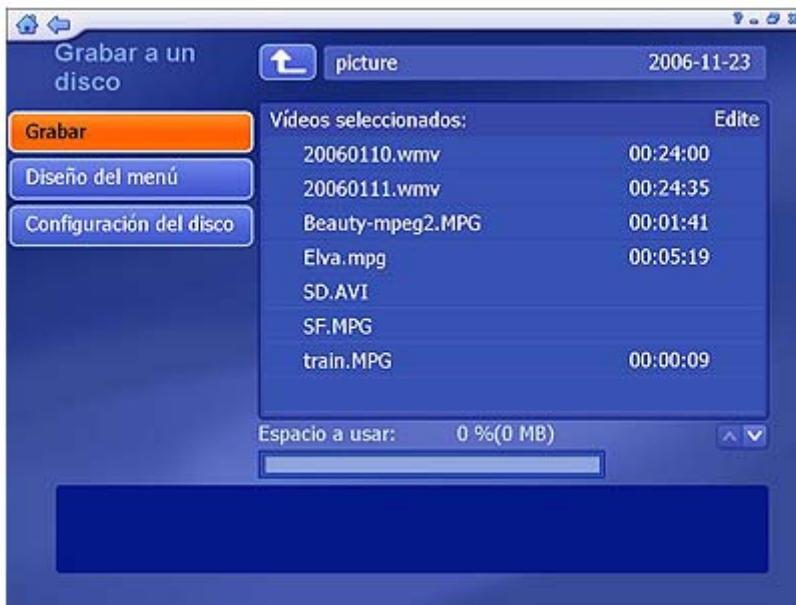 Grabar a un
disco
picture 2006-11-23
Grabar
Diseño del menú
Configuración del disco
Vídeos seleccionados: Edite
20060110.wmv 00:24:00
20060111.wmv 00:24:35
Beauty-mpeg2.MPG 00:01:41
Elva.mpg 00:05:19
SD.AVI
SF.MPG
train.MPG 00:00:09
Espacio a usar: 0 %(0 MB)